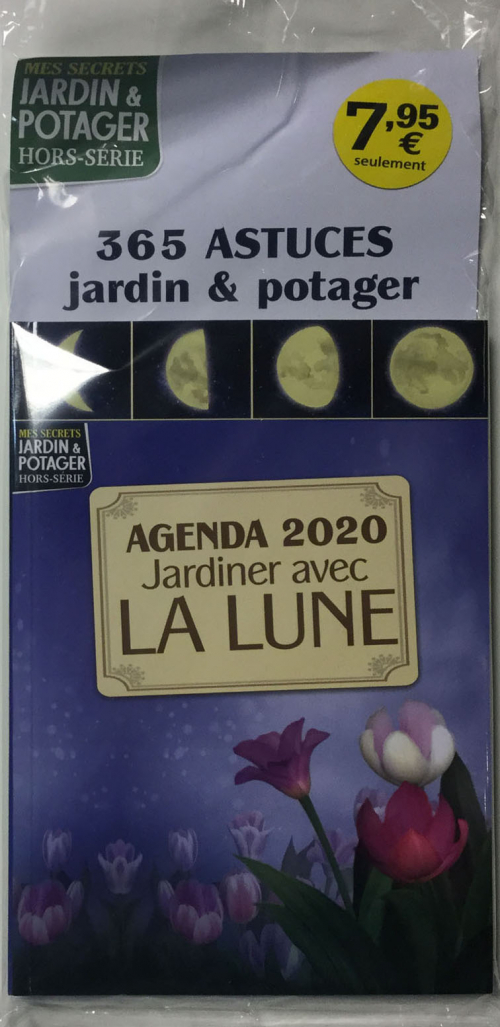 MES SECRETS
JARDIN &
POTAGER
HORS-SÉRIE
7,95
€
seulement
365 ASTUCES
jardin & potager
MES SECRETS
JARDIN &
POTAGER
HORS-SÉRIE
AGENDA 2020
Jardiner avec
LA LUNE